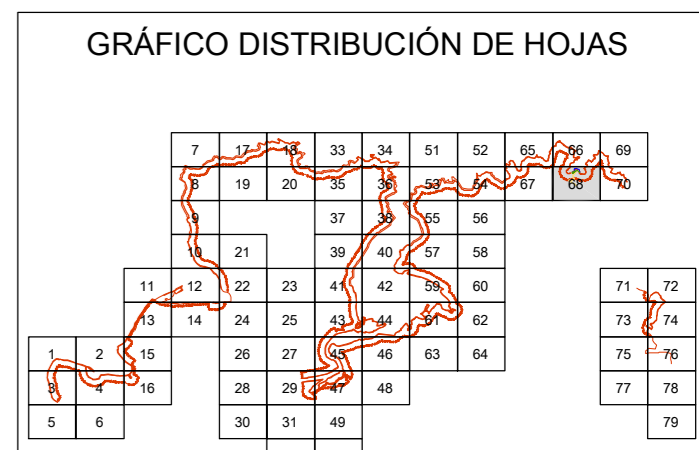 GRÁFICO DISTRIBUCIÓN DE HOJAS
7 17 18 33 34 51 52 65 66 69
8 19 20 35 36 53 54 67 68 70
9 37 38 55 56
10 21 39 40 57 58
11 12 22 23 41 42 59 60 71 72
13 14 24 25 43 44 61 62 73 74
1 2 15 26 27 45 46 63 64 75 76
3 4 16 28 29 47 48 77 78
5 6 30 31 49 79